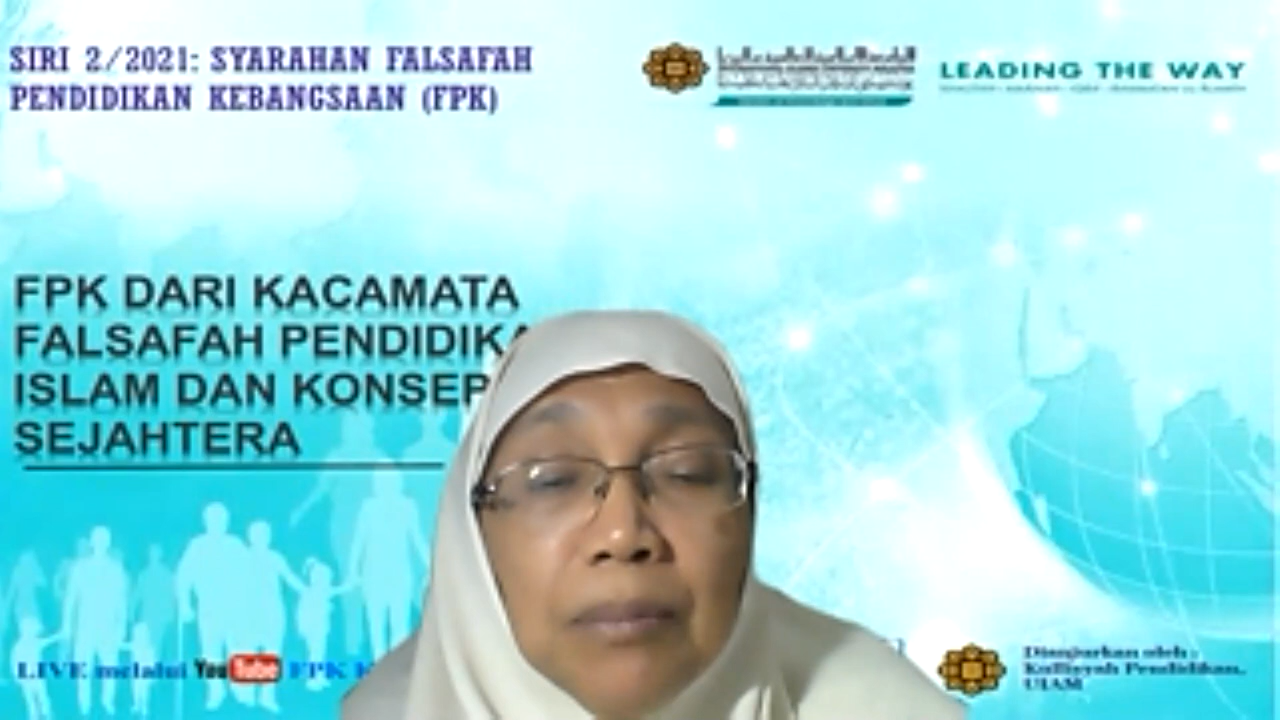 SIRI 2/2021: SYARAHAN FALSAFAH
PENDIDIKAN KEBANGSAAN (FPK)
LEADING THE WAY
FPK DARI KACAMATA
FALSAFAH PENDIDIKA
ISLAM DAN KONSEP
SEJAHTERA
LIVE melalui YouTube FPK K
Dianjurkan oleh :
Kulliyyah Pendidikan,
UIAM